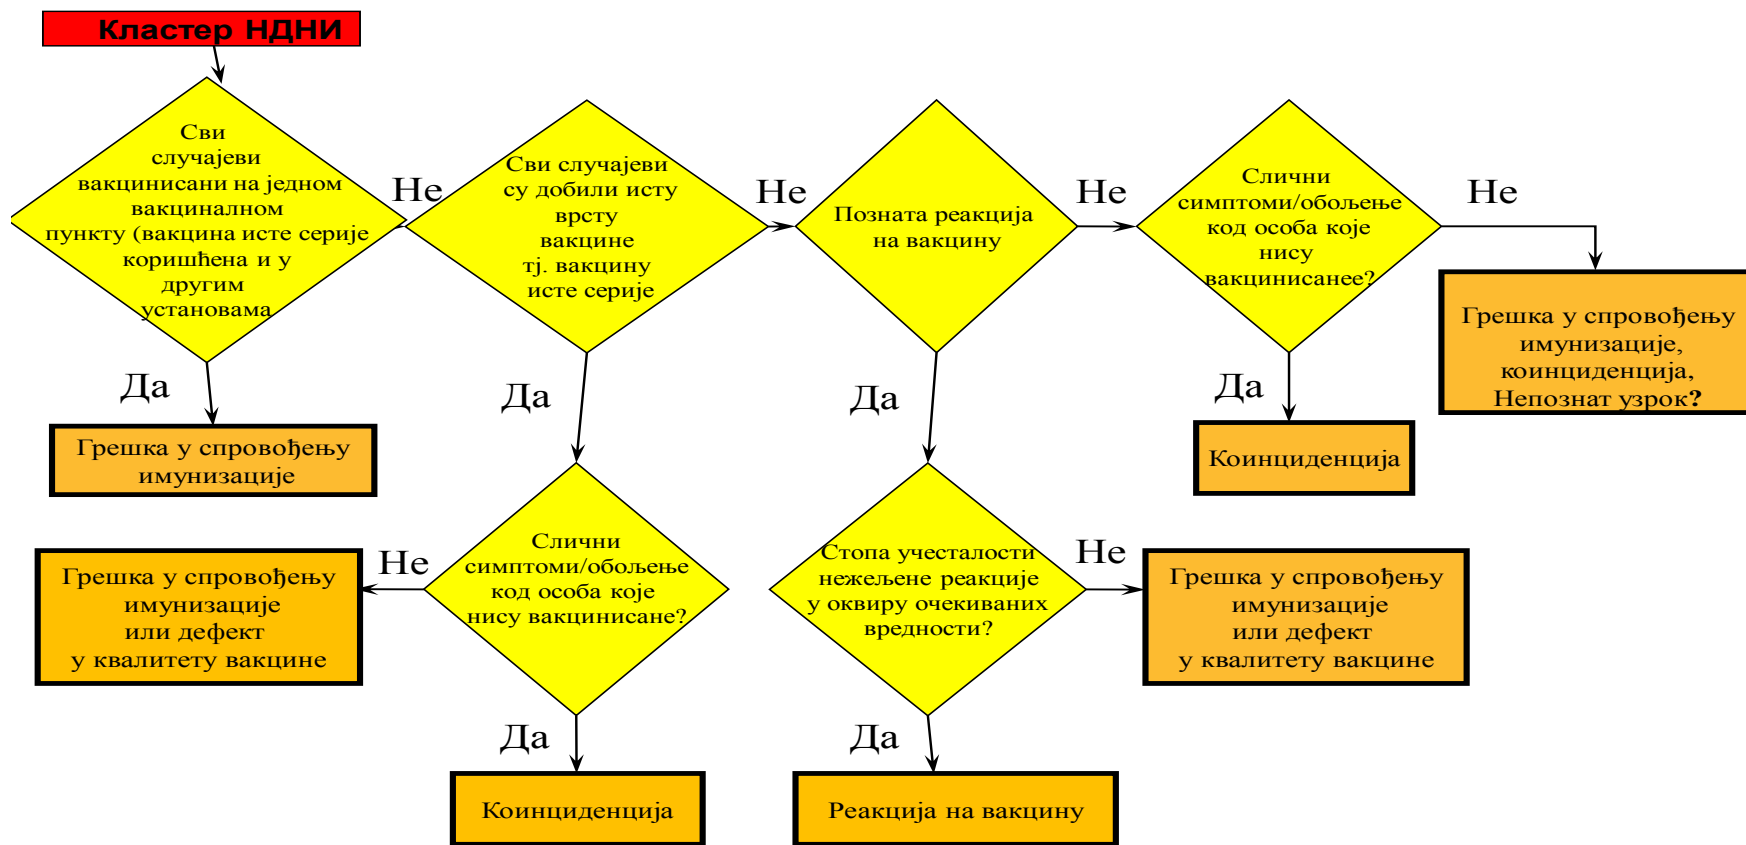 Кластер НДНИ
Сви
случајеви
вакцинисани на једном
вакциналном
пункту (вакцина исте серије
коришћена и у
другим
установама
Не
Сви случајеви
су добили исту
врсту
вакцине
тј. вакцину
исте серије
Не
Позната реакција
на вакцину
Не
Слични
симптоми/обољење
код особа које
нису
вакцинисанее?
Не
Грешка у спровођењу
имунизације,
коинциденција,
Непознат узрок?
Да
Да
Да
Да
Грешка у спровођењу
имунизације
Коинциденција
Грешка у спровођењу
имунизације
или дефект
у квалитету вакцине
Не
Слични
симптоми/обољење
код особа које
нису вакцинисане?
Стопа учесталости
нежељене реакције
у оквиру очекиваних
вредности?
Не
Грешка у спровођењу
имунизације
или дефект
у квалитету вакцине
Да
Да
Коинциденција
Реакција на вакцину